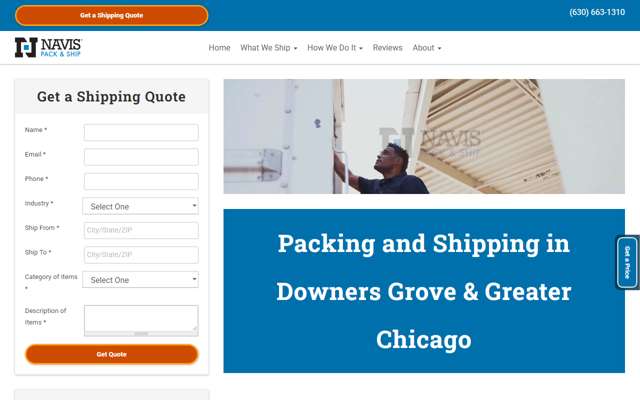 Get a Shipping Quote
(630) 663-1310
NAVIS
PACK & SHIP
Home What We Ship How We Do It Reviews About
Get a Shipping Quote
Name *
Email *
Phone *
Industry * Select One
Ship From * City/State/ZIP
Ship To * City/State/ZIP
Category of Items * Select One
Description of Items *
Get Quote
NAVIS
PACK & SHIP
Packing and Shipping in
Downers Grove & Greater
Chicago
Get a Price